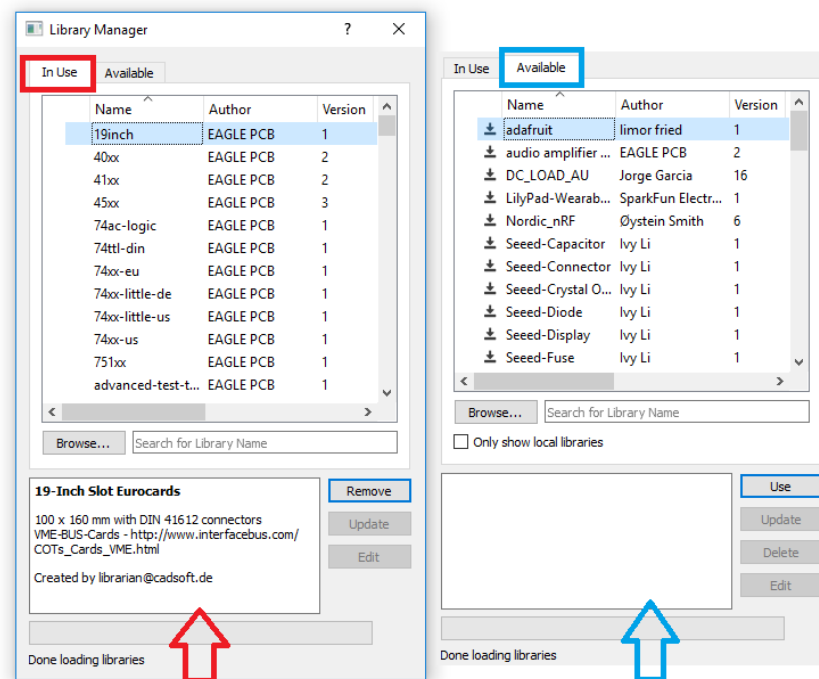 Library Manager
?
In Use
Available
Name Author Version
19inch EAGLE PCB 1
40xx EAGLE PCB 2
41xx EAGLE PCB 2
45xx EAGLE PCB 3
74ac-logic EAGLE PCB 1
74ttl-din EAGLE PCB 1
74xx-eu EAGLE PCB 1
74xx-little-de EAGLE PCB 1
74xx-little-us EAGLE PCB 1
74xx-us EAGLE PCB 1
751xx EAGLE PCB 1
advanced-test-t... EAGLE PCB 1
Browse... Search for Library Name
19-Inch Slot Eurocards
100 x 160 mm with DIN 41612 connectors
VME-BUS-Cards - http://www.interfacebus.com/
COTs_Cards_VME.html
Created by librarian@cadsoft.de
Remove
Update
Edit
Done loading libraries
In Use
Available
Name Author Version
adafruit limor fried 1
audio amplifier ... EAGLE PCB 2
DC_LOAD_AU Jorge Garcia 16
LilyPad-Wearab... SparkFun Electr... 1
Nordic_nRF Øystein Smith 6
Seeed-Capacitor Ivy Li 1
Seeed-Connector Ivy Li 1
Seeed-Crystal O... Ivy Li 1
Seeed-Diode Ivy Li 1
Seeed-Display Ivy Li 1
Seeed-Fuse Ivy Li 1
Browse... Search for Library Name
Only show local libraries
Use
Update
Delete
Edit
Done loading libraries